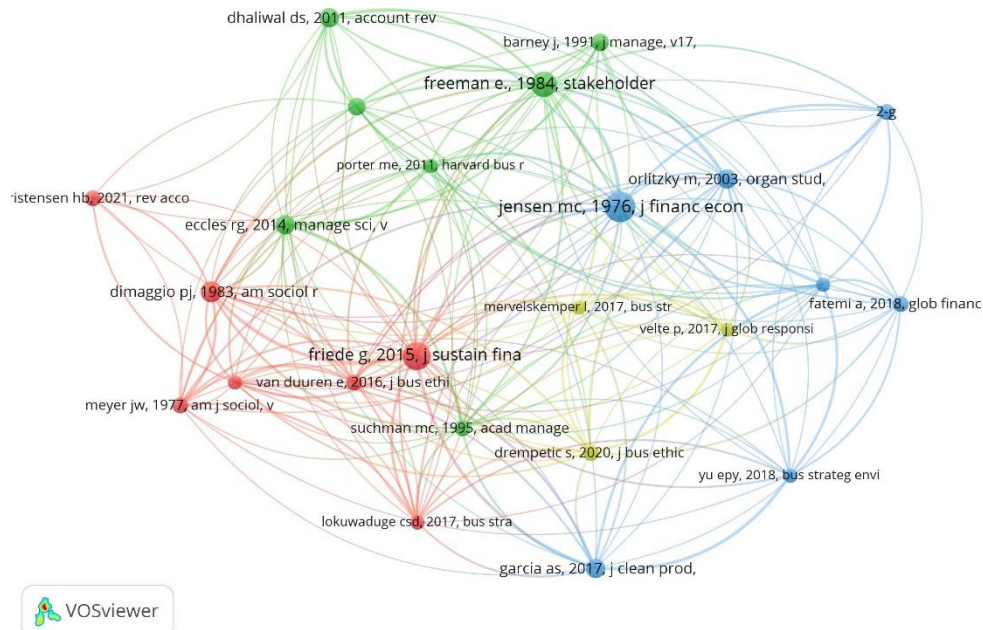 dhaliwal ds, 2011, account rev
barney j, 1991, j manage, v17,
freeman e., 1984, stakeholder
2-g
porter me, 2011, harvard bus r
orlitzky m, 2003, organ stud,
ristensen hb, 2021, rev acco
jensen mc, 1976, j financ econ
eccles rg, 2014, manage sci, v
dimaggio pj, 1983, am sociol r
mervelskemper l, 2017, bus str
fatemi a, 2018, glob financ
velte p, 2017, j glob responsi
friede g, 2015, j sustain fina
van duuren e, 2016, j bus ethi
meyer jw, 1977, am j sociol, v
suchman mc, 1995, acad manage
drempetic s, 2020, j bus ethic
yu epy, 2018, bus strateg envi
lokuwaduge csd, 2017, bus stra
garcia as, 2017, j clean prod,
VOSviewer